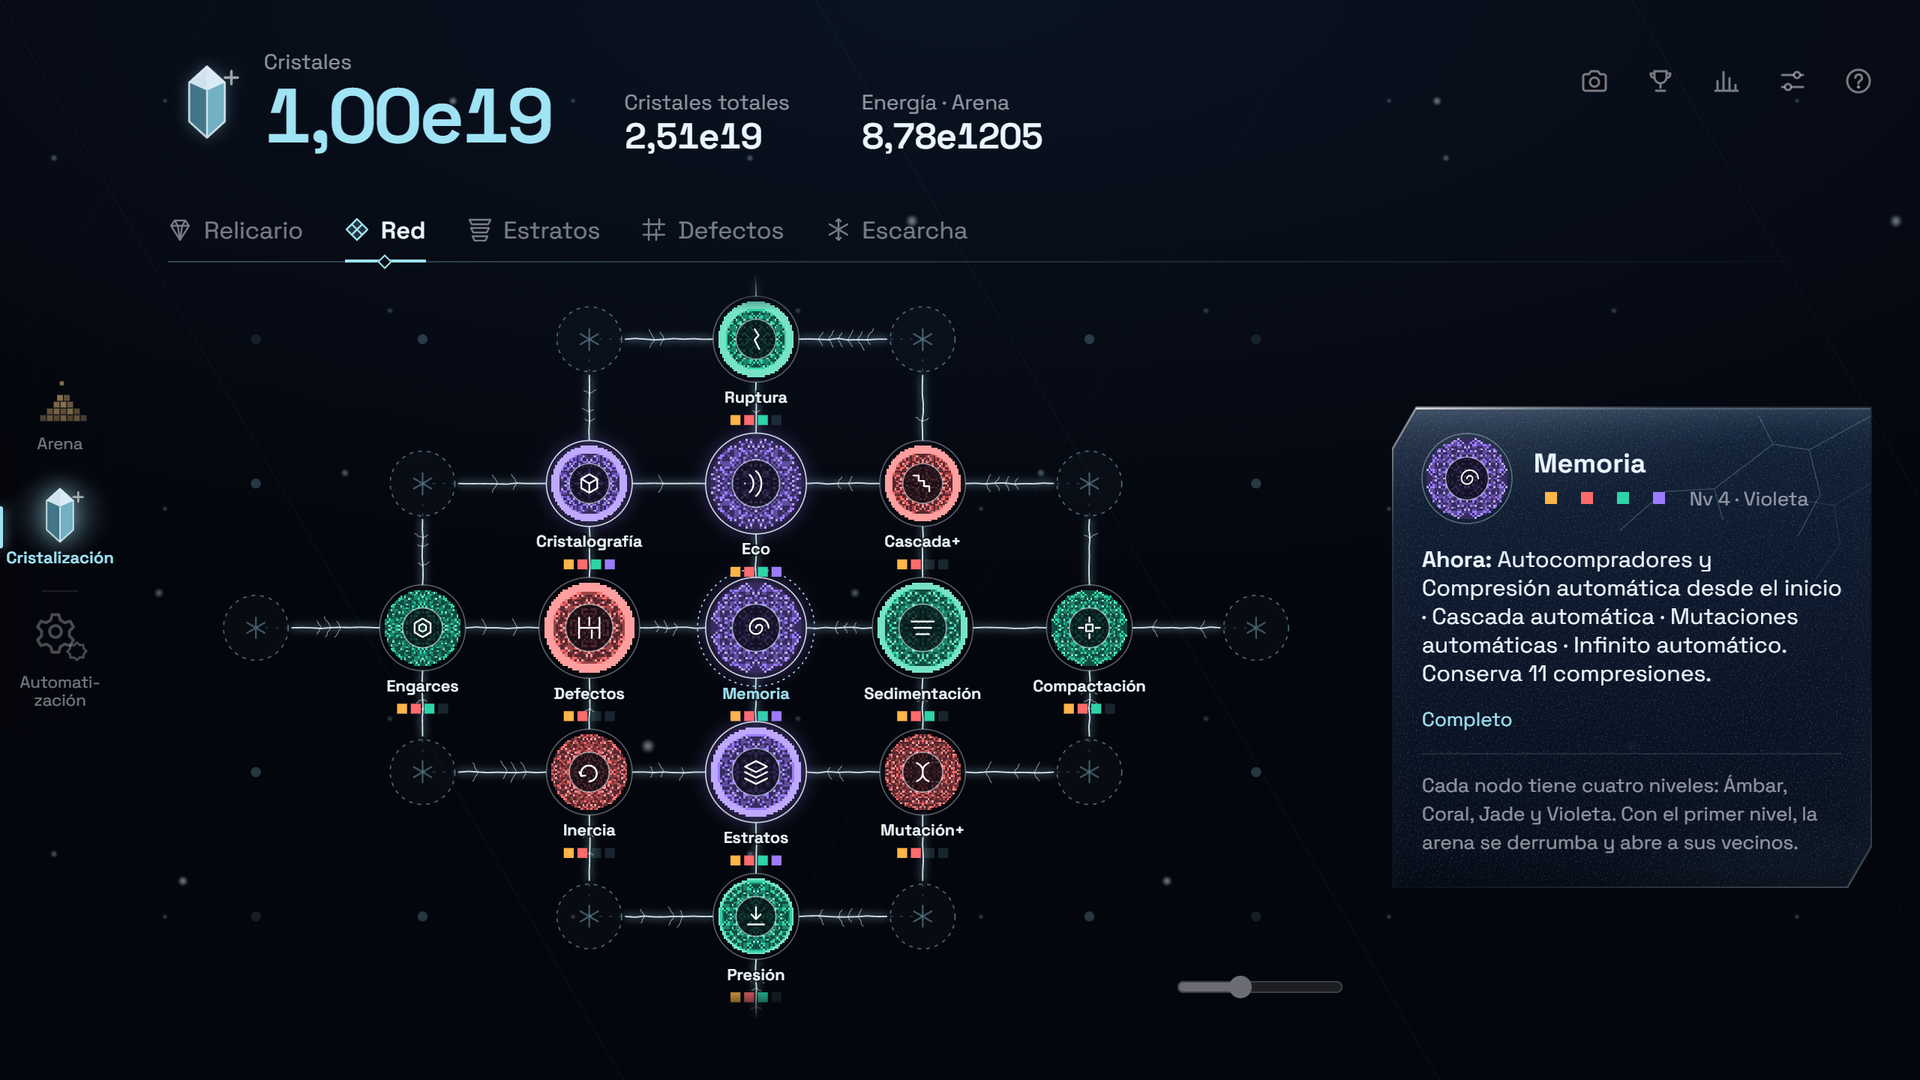 Cristales
1,00e19
Cristales totales
2,51e19
Energía · Arena
8,78e1205
Relicario
Red
Estratos
Defectos
Escarcha
Arena
Cristalización
Automati-
zación
Ruptura
Cristalografía
Eco
Cascada+
Engarces
Defectos
Memoria
Sedimentación
Compactación
Inercia
Estratos
Mutación+
Presión
Memoria
Nv 4 · Violeta
Ahora: Autocompradores y
Compresión automática desde el inicio
· Cascada automática · Mutaciones
automáticas · Infinito automático.
Conserva 11 compresiones.
Completo
Cada nodo tiene cuatro niveles: Ámbar,
Coral, Jade y Violeta. Con el primer nivel, la
arena se derrumba y abre a sus vecinos.